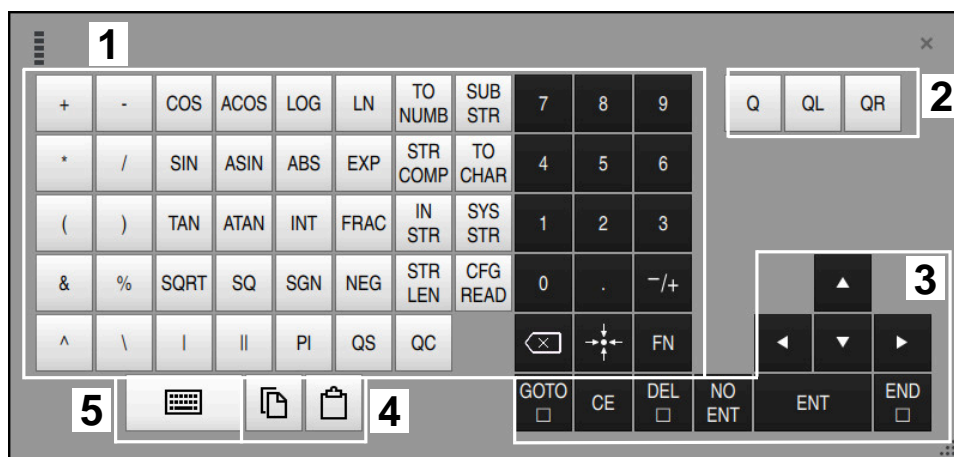 1
×
+ - COS ACOS LOG LN TO NUMB SUB STR 7 8 9 Q QL QR 2
* / SIN ASIN ABS EXP STR COMP TO CHAR 4 5 6
( ) TAN ATAN INT FRAC IN STR SYS STR 1 2 3
& % SQRT SQ SGN NEG STR LEN CFG READ 0 . −/+ 3
^ \ | || PI QS QC FN
5 4 GOTO □ CE DEL □ NO ENT ENT END □